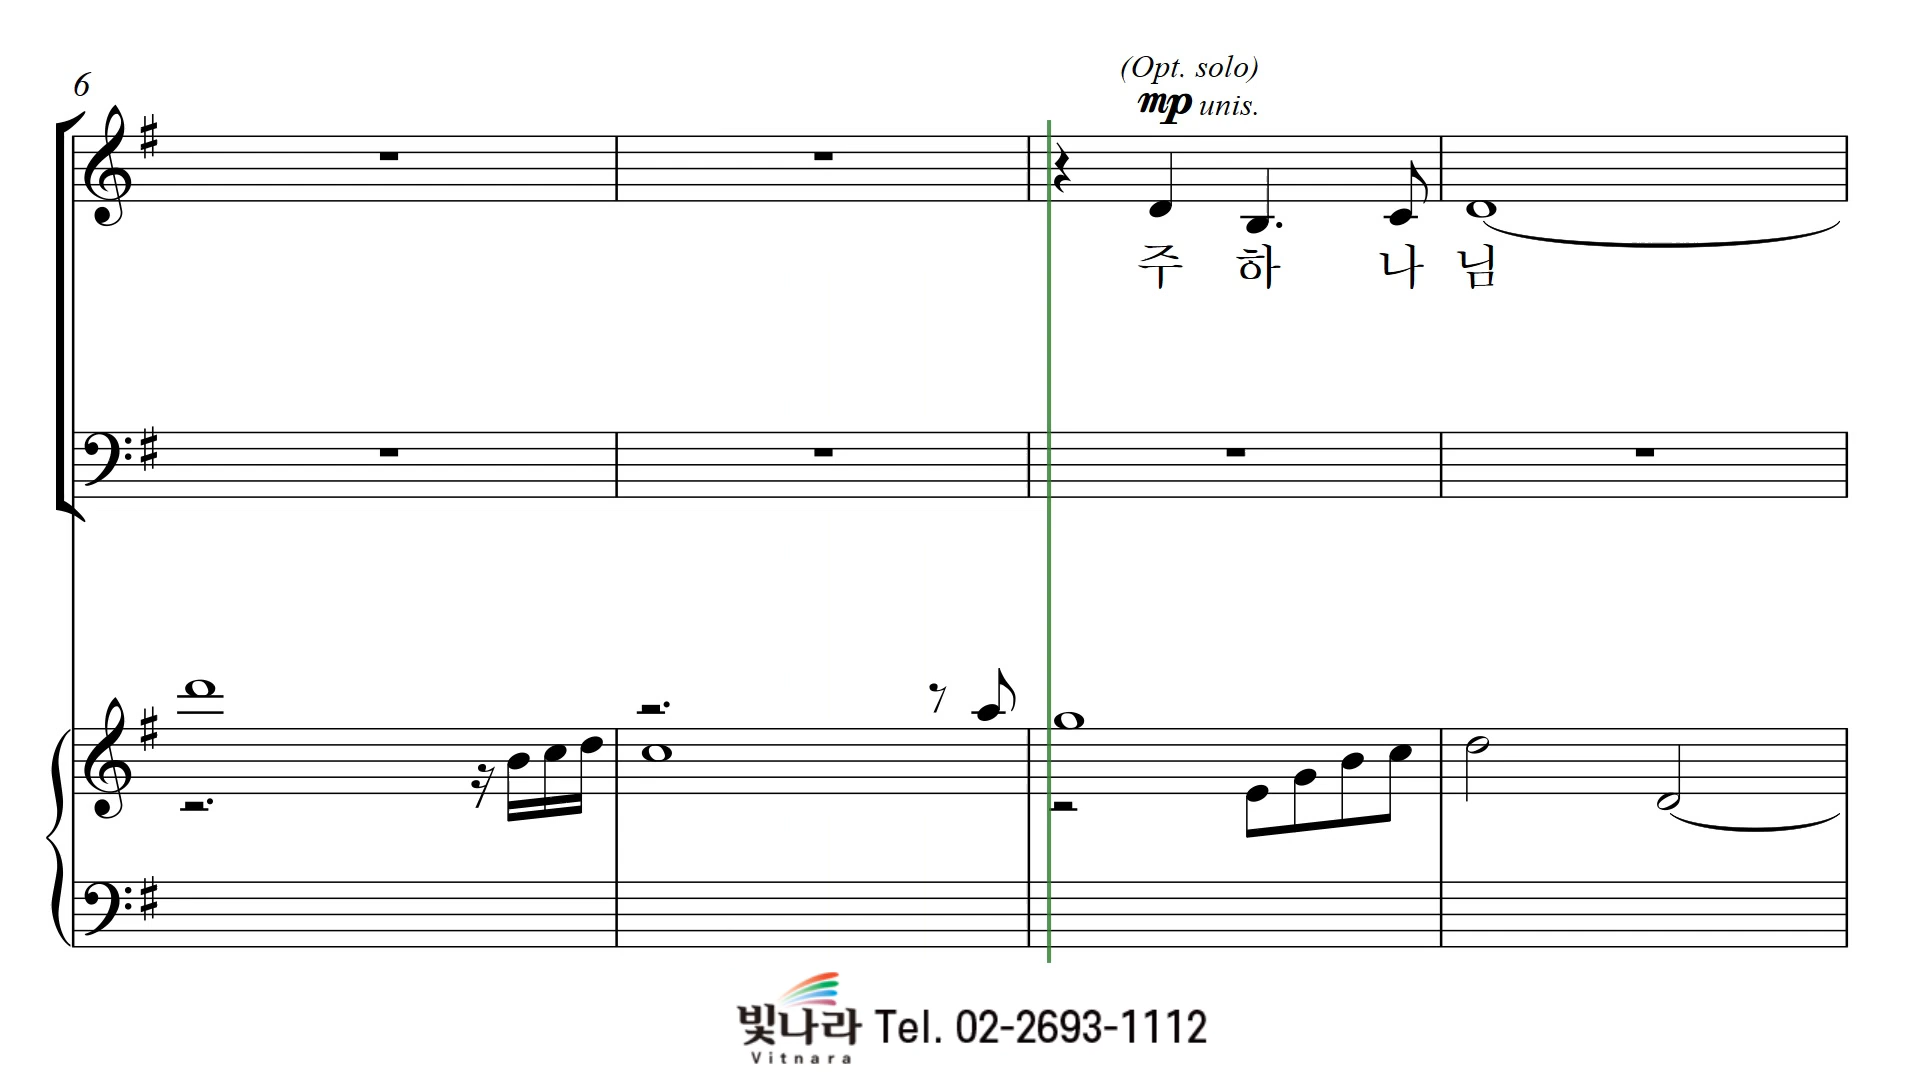 6
(Opt. solo)
mp unis.
주 하 나 님
빛나라 Tel. 02-2693-1112
Vitnara